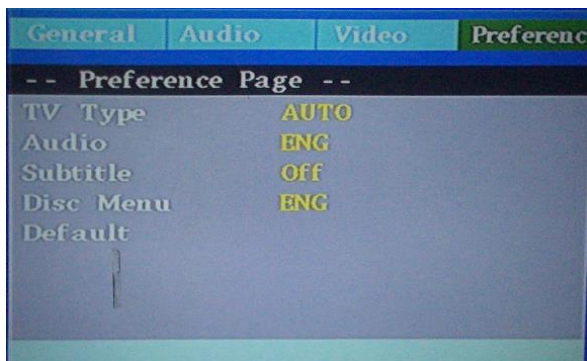 General Audio Video Preferenc
-- Preference Page --
TV Type AUTO
Audio ENG
Subtitle Off
Disc Menu ENG
Default